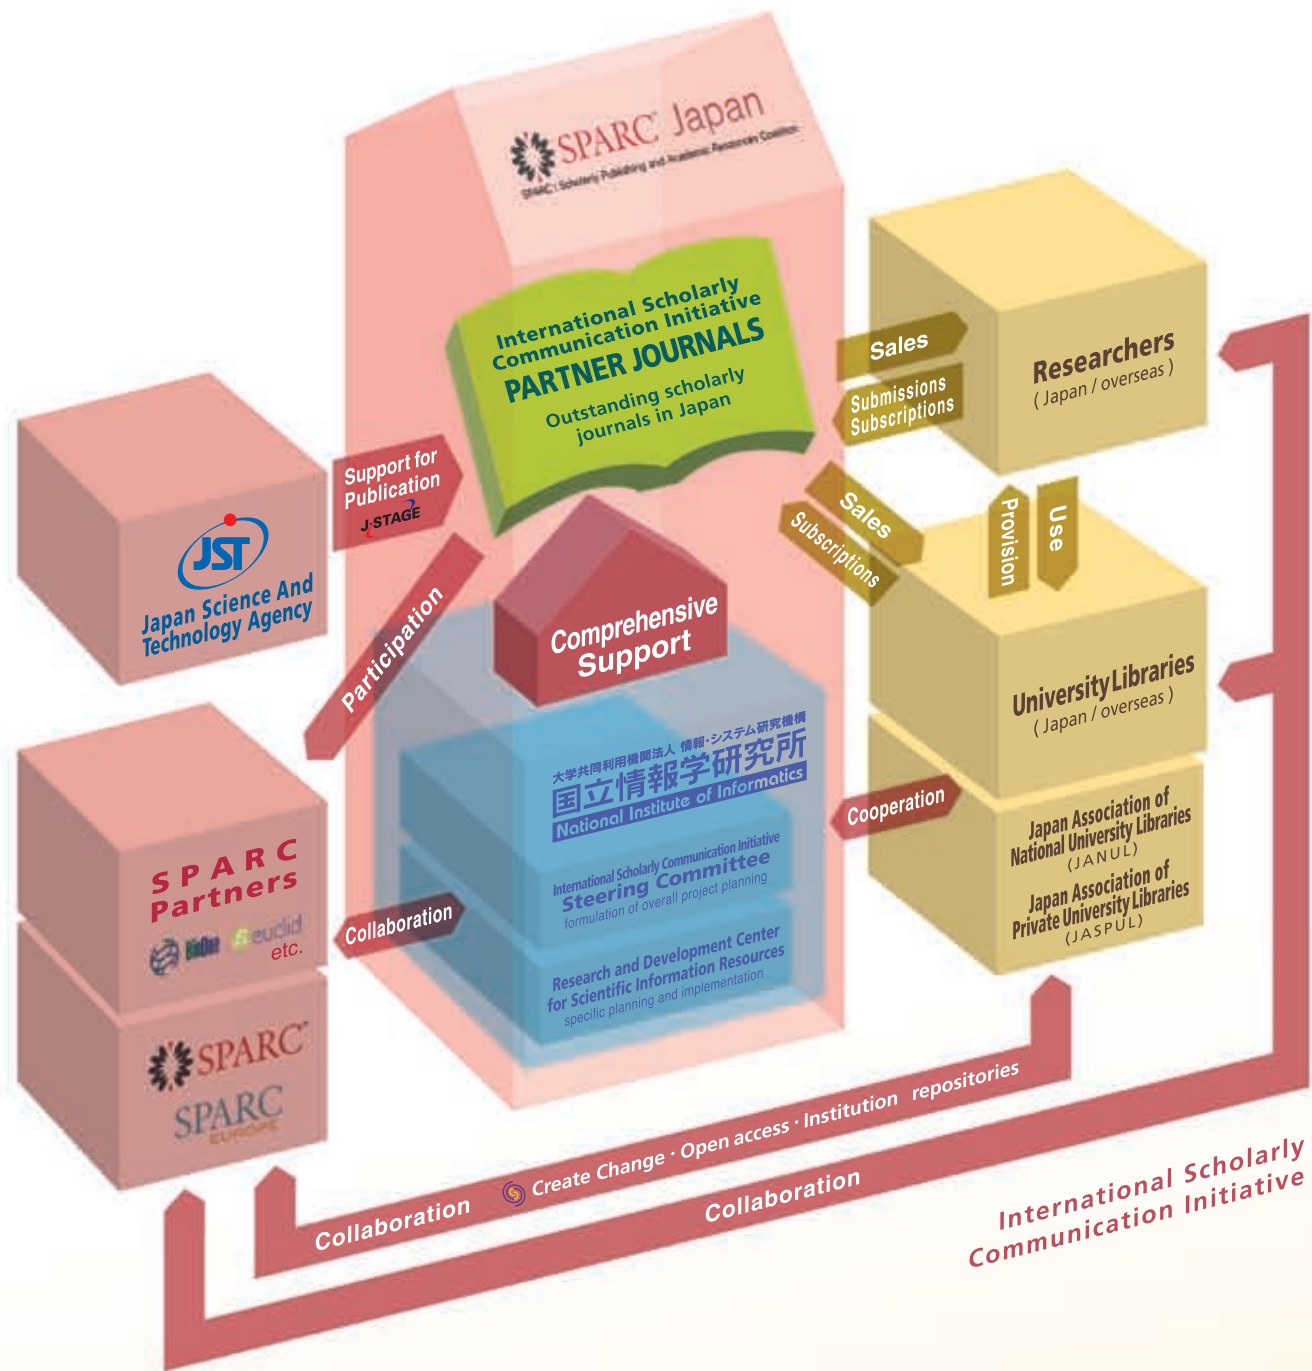 SPARC Japan
SPARC | Scholarly Publishing and Academic Resources Coalition
International Scholarly
Communication Initiative
PARTNER JOURNALS
Outstanding scholarly
journals in Japan
Sales
Submissions
Subscriptions
Researchers
( Japan / overseas )
Support for
Publication
J-STAGE
JST
Japan Science And
Technology Agency
Participation
Comprehensive
Support
Sales
Subscriptions
Provision
Use
University Libraries
( Japan / overseas )
大学共同利用機関法人 情報・システム研究機構
国立情報学研究所
National Institute of Informatics
Cooperation
Japan Association of
National University Libraries
(JANUL)
Japan Association of
Private University Libraries
(JASPUL)
International Scholarly Communication Initiative
Steering Committee
formulation of overall project planning
SPARC
Partners
BioOne
euclid
etc.
Collaboration
Research and Development Center
for Scientific Information Resources
specific planning and implementation
SPARC
SPARC
EUROPE
Collaboration Create Change · Open access · Institution repositories
Collaboration
International Scholarly
Communication Initiative